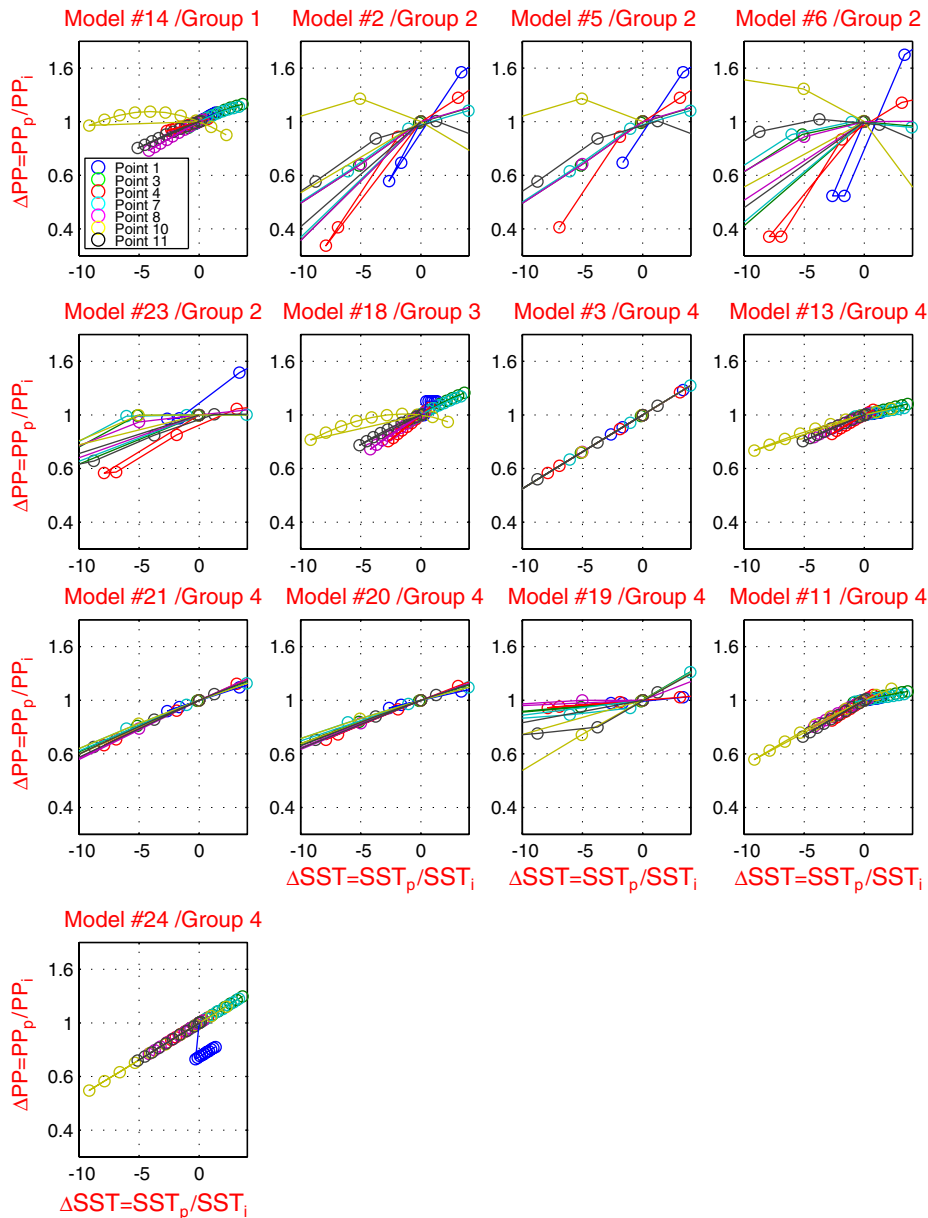 Model #14 /Group 1
Model #2 /Group 2
Model #5 /Group 2
Model #6 /Group 2
ΔPP=PPp/PPi
1.6
1
0.6
0.4
Point 1
Point 3
Point 4
Point 7
Point 8
Point 10
Point 11
-10 -5 0
1.6
1
0.6
0.4
-10 -5 0
1.6
1
0.6
0.4
-10 -5 0
1.6
1
0.6
0.4
-10 -5 0
Model #23 /Group 2
Model #18 /Group 3
Model #3 /Group 4
Model #13 /Group 4
ΔPP=PPp/PPi
1.6
1
0.6
0.4
-10 -5 0
1.6
1
0.6
0.4
-10 -5 0
1.6
1
0.6
0.4
-10 -5 0
1.6
1
0.6
0.4
-10 -5 0
Model #21 /Group 4
Model #20 /Group 4
Model #19 /Group 4
Model #11 /Group 4
ΔPP=PPp/PPi
1.6
1
0.6
0.4
-10 -5 0
1.6
1
0.6
0.4
-10 -5 0
ΔSST=SSTp/SSTi
1.6
1
0.6
0.4
-10 -5 0
ΔSST=SSTp/SSTi
1.6
1
0.6
0.4
-10 -5 0
ΔSST=SSTp/SSTi
Model #24 /Group 4
ΔPP=PPp/PPi
1.6
1
0.6
0.4
-10 -5 0
ΔSST=SSTp/SSTi